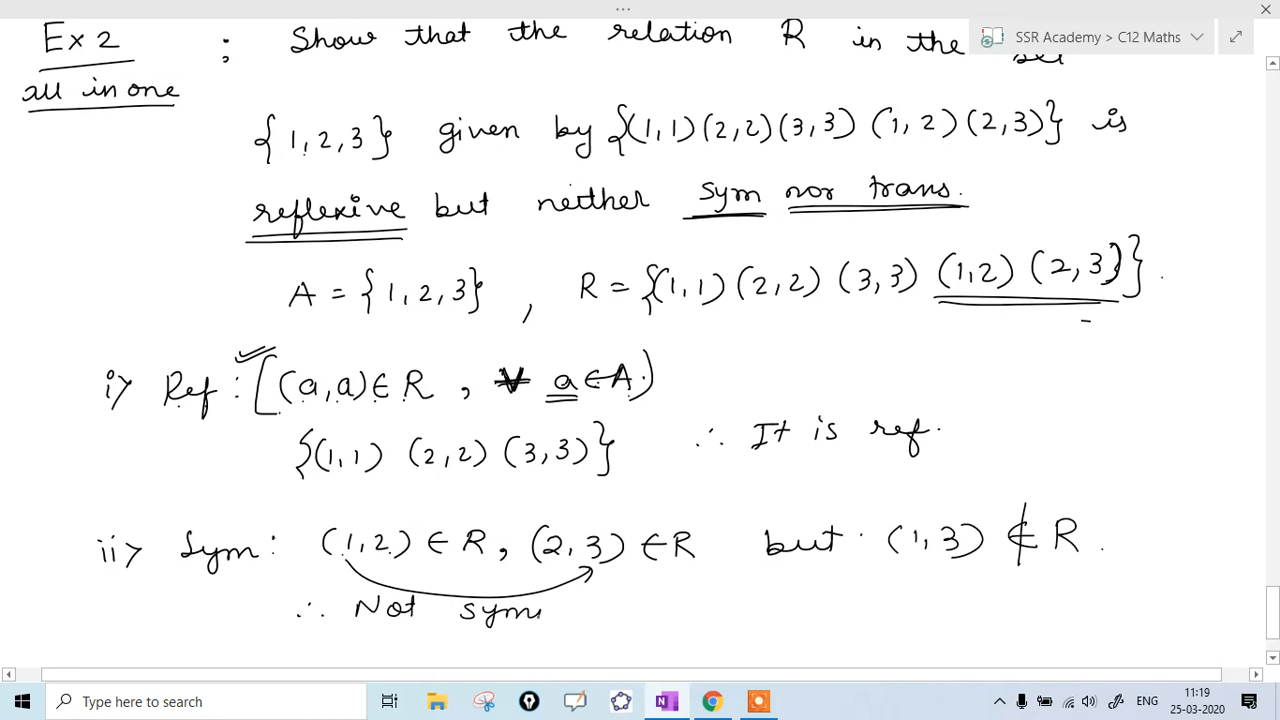 SSR Academy > C12 Maths
Ex 2 : Show that the relation R in the set
all in one
{1,2,3} given by {(1,1)(2,2)(3,3) (1,2)(2,3)} is
reflexive but neither sym nor trans.
A = {1,2,3} , R = {(1,1)(2,2)(3,3) (1,2)(2,3)}.
i> Ref : [(a,a)∈R , ∀ a∈A)
{(1,1) (2,2) (3,3)} ∴ It is ref.
ii> Sym : (1,2) ∈ R, (2,3) ∈ R but (1,3) ∉ R.
∴ Not sym
Type here to search
11:19
25-03-2020